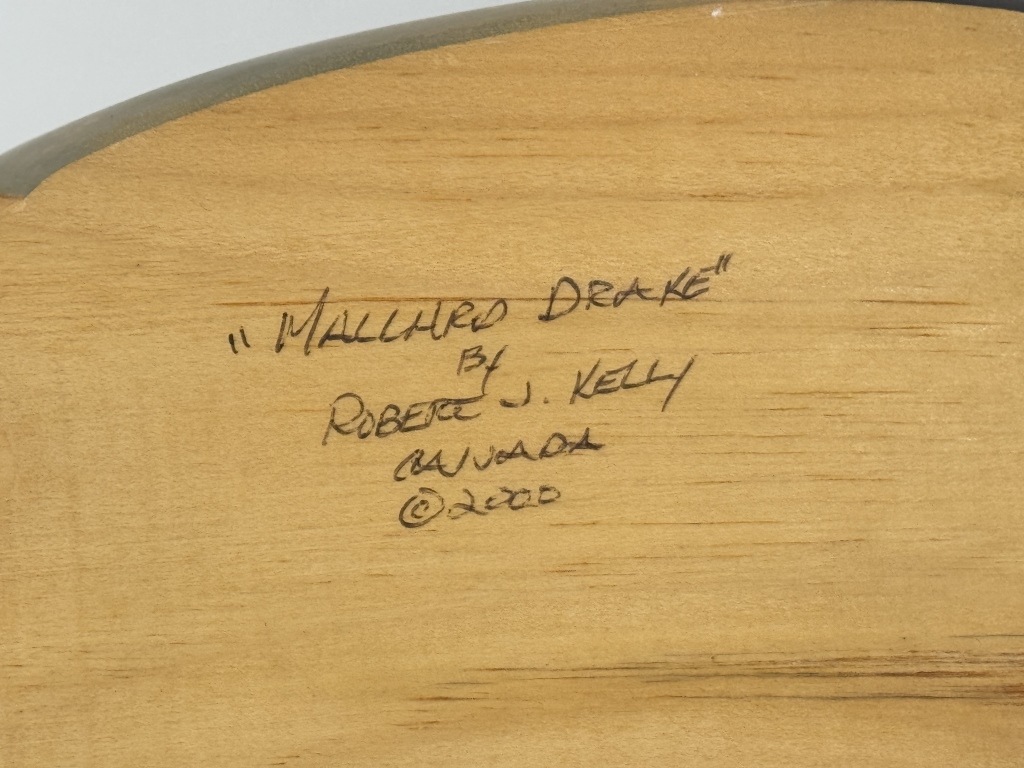 "MALLARD DRAKE"
By
ROBERT J. KELLY
CANADA
© 2000